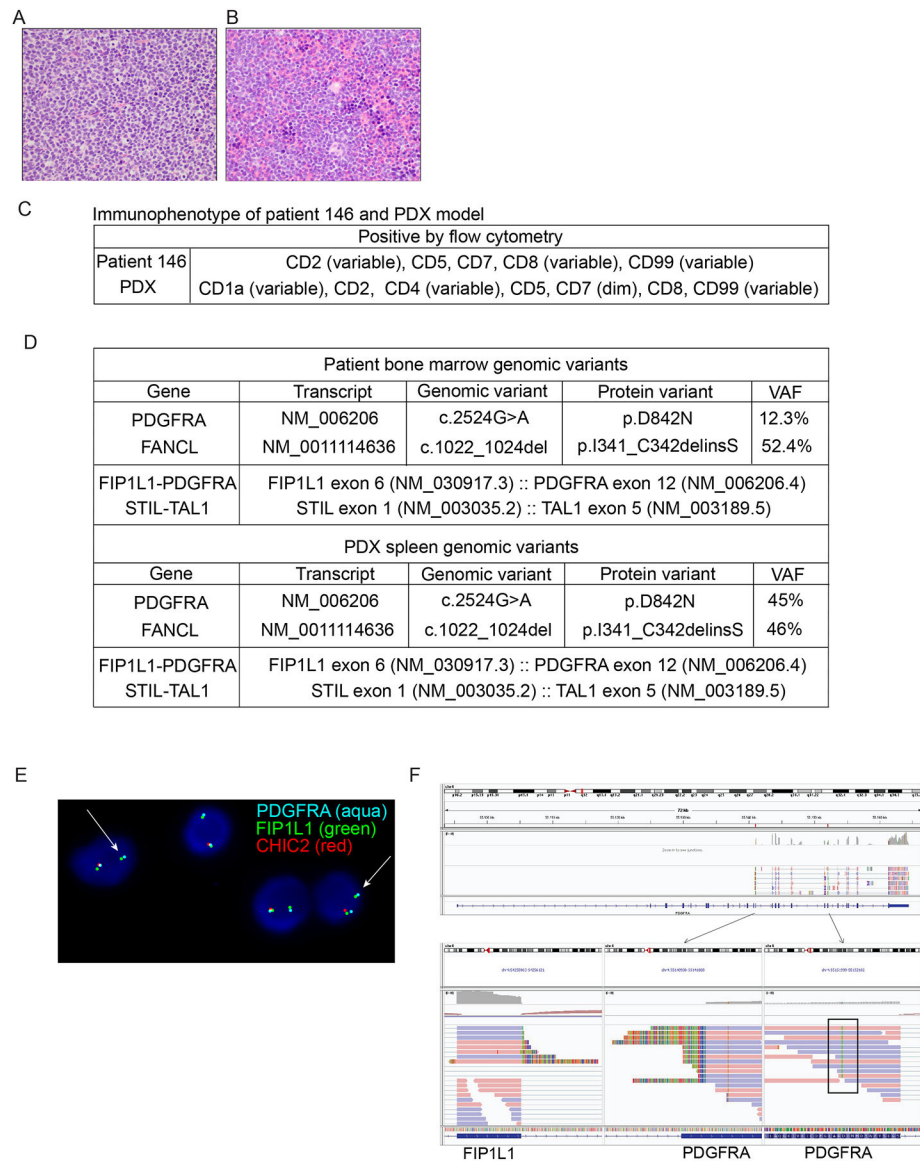 A
B
C
Immunophenotype of patient 146 and PDX model
Positive by flow cytometry
Patient 146
CD2 (variable), CD5, CD7, CD8 (variable), CD99 (variable)
PDX
CD1a (variable), CD2, CD4 (variable), CD5, CD7 (dim), CD8, CD99 (variable)
D
Patient bone marrow genomic variants
Gene Transcript Genomic variant Protein variant VAF
PDGFRA NM_006206 c.2524G>A p.D842N 12.3%
FANCL NM_0011114636 c.1022_1024del p.I341_C342delinsS 52.4%
FIP1L1-PDGFRA FIP1L1 exon 6 (NM_030917.3) :: PDGFRA exon 12 (NM_006206.4)
STIL-TAL1 STIL exon 1 (NM_003035.2) :: TAL1 exon 5 (NM_003189.5)
PDX spleen genomic variants
Gene Transcript Genomic variant Protein variant VAF
PDGFRA NM_006206 c.2524G>A p.D842N 45%
FANCL NM_0011114636 c.1022_1024del p.I341_C342delinsS 46%
FIP1L1-PDGFRA FIP1L1 exon 6 (NM_030917.3) :: PDGFRA exon 12 (NM_006206.4)
STIL-TAL1 STIL exon 1 (NM_003035.2) :: TAL1 exon 5 (NM_003189.5)
E
PDGFRA (aqua)
FIP1L1 (green)
CHIC2 (red)
F
PDGFRA
FIP1L1
PDGFRA
PDGFRA